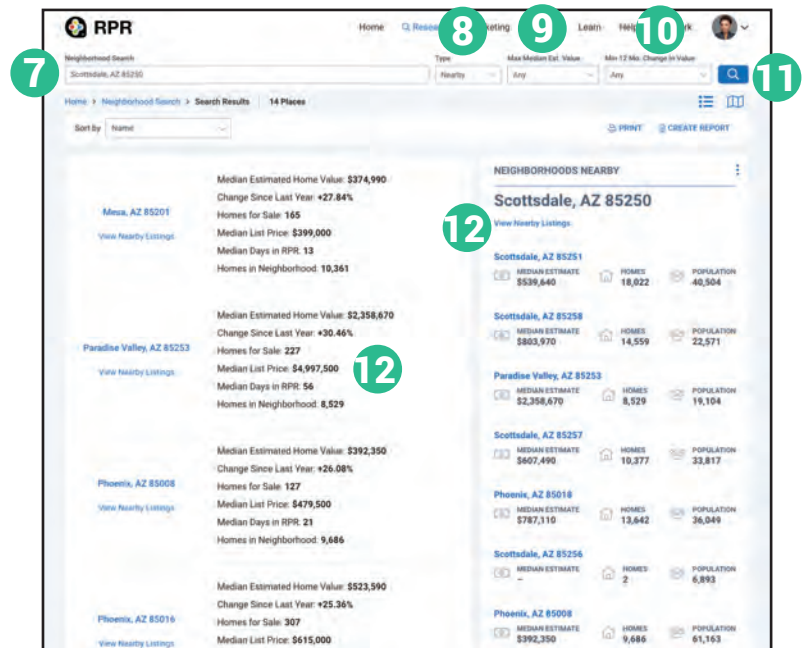 RPR
Home Research keting Learn Help
8 9 10
Neighborhood Search Type Max Median Est. Value Min 12 Mo. Change in Value
7 Scottsdale, AZ 85250 Nearby Any Any 11
Home > Neighborhood Search > Search Results 14 Places
Sort by Name PRINT CREATE REPORT
Mesa, AZ 85201
View Nearby Listings
Median Estimated Home Value: $374,990
Change Since Last Year: +27.84%
Homes for Sale: 165
Median List Price: $399,000
Median Days in RPR: 13
Homes in Neighborhood: 10,361
Paradise Valley, AZ 85253
View Nearby Listings
Median Estimated Home Value: $2,358,670
Change Since Last Year: +30.46%
Homes for Sale: 227
Median List Price: $4,997,500
12
Median Days in RPR: 56
Homes in Neighborhood: 8,529
Phoenix, AZ 85008
View Nearby Listings
Median Estimated Home Value: $392,350
Change Since Last Year: +26.08%
Homes for Sale: 127
Median List Price: $479,500
Median Days in RPR: 21
Homes in Neighborhood: 9,686
Phoenix, AZ 85016
View Nearby Listings
Median Estimated Home Value: $523,590
Change Since Last Year: +25.36%
Homes for Sale: 307
Median List Price: $615,000
NEIGHBORHOODS NEARBY
Scottsdale, AZ 85250
12 View Nearby Listings
Scottsdale, AZ 85251
MEDIAN ESTIMATE HOMES POPULATION
$539,640 18,022 40,504
Scottsdale, AZ 85258
MEDIAN ESTIMATE HOMES POPULATION
$803,970 14,559 22,571
Paradise Valley, AZ 85253
MEDIAN ESTIMATE HOMES POPULATION
$2,358,670 8,529 19,104
Scottsdale, AZ 85257
MEDIAN ESTIMATE HOMES POPULATION
$607,490 10,377 33,817
Phoenix, AZ 85018
MEDIAN ESTIMATE HOMES POPULATION
$787,110 13,642 36,049
Scottsdale, AZ 85256
MEDIAN ESTIMATE HOMES POPULATION
– 2 6,893
Phoenix, AZ 85008
MEDIAN ESTIMATE HOMES POPULATION
$392,350 9,686 61,163